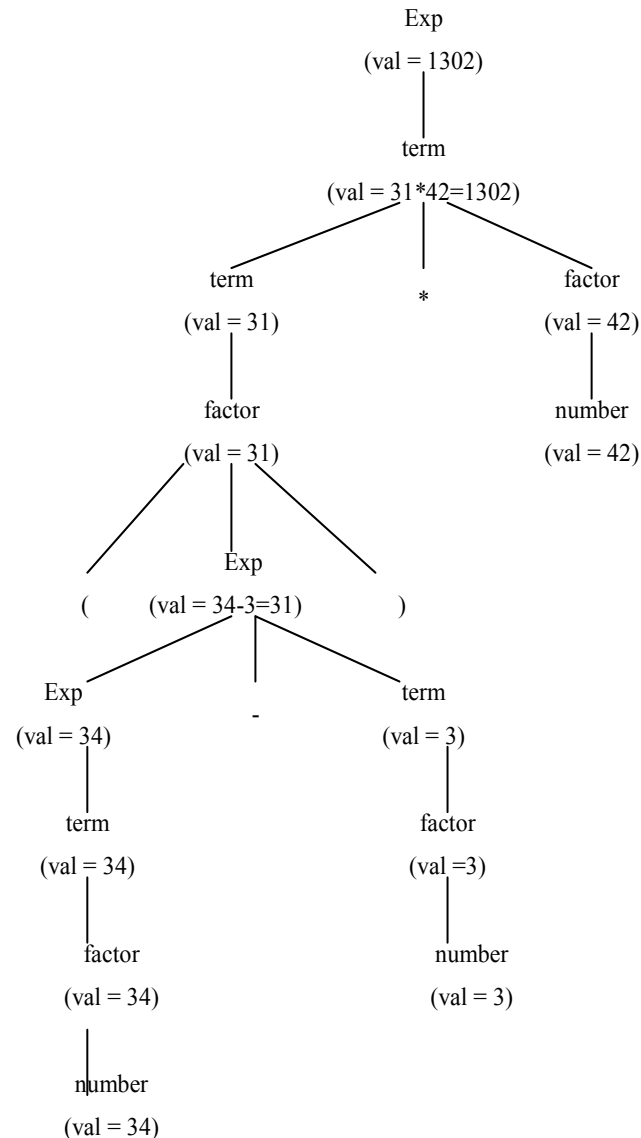 Exp
(val = 1302)
term
(val = 31*42=1302)
term * factor
(val = 31) (val = 42)
factor number
(val = 31) (val = 42)
Exp
( (val = 34-3=31) )
Exp - term
(val = 34) (val = 3)
term factor
(val = 34) (val =3)
factor number
(val = 34) (val = 3)
number
(val = 34)